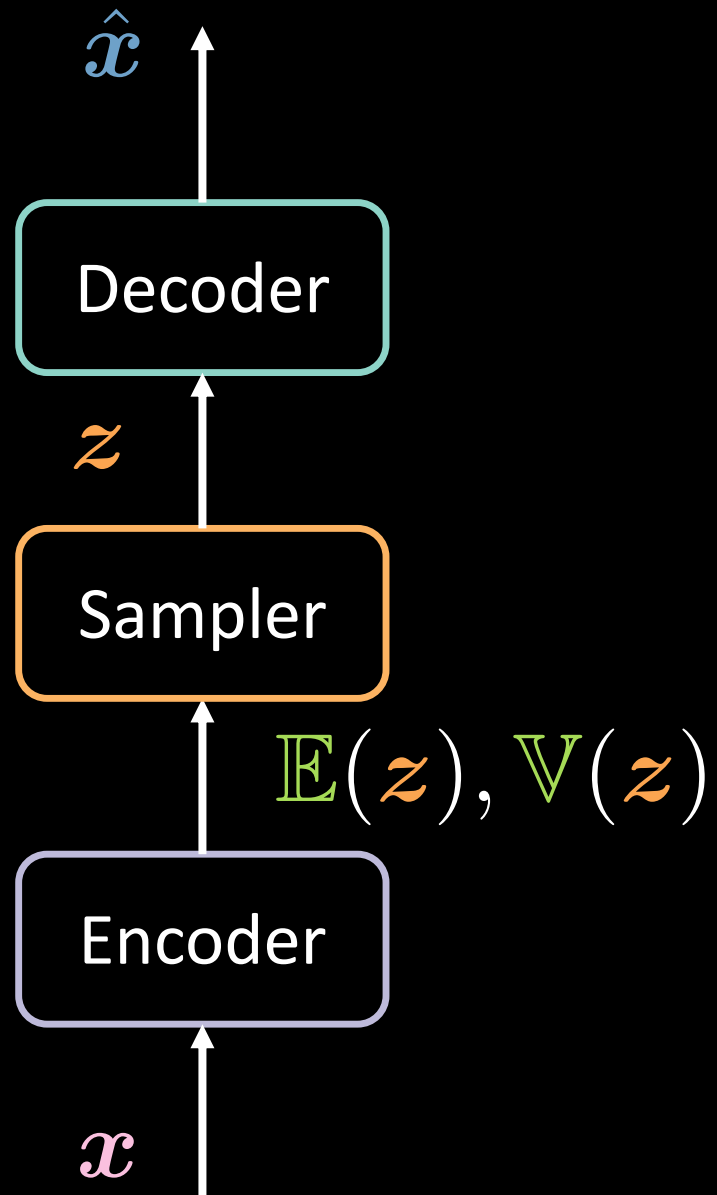 x̂
Decoder
z
Sampler
𝔼(z), 𝕍(z)
Encoder
x